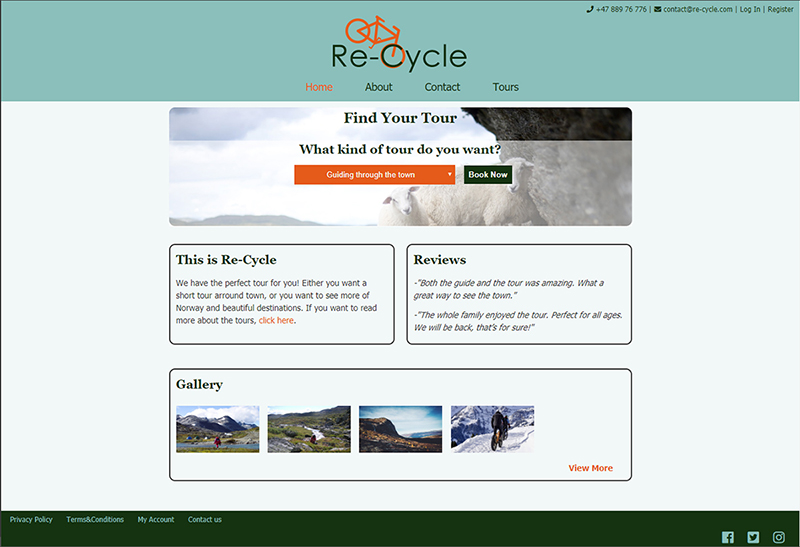 +47 889 76 776 | contact@re-cycle.com | Log In | Register
Re-Cycle
Home About Contact Tours
Find Your Tour
What kind of tour do you want?
Guiding through the town Book Now
This is Re-Cycle
We have the perfect tour for you! Either you want a
short tour arround town, or you want to see more of
Norway and beautiful destinations. If you want to read
more about the tours, click here.
Reviews
-"Both the guide and the tour was amazing. What a
great way to see the town."
-"The whole family enjoyed the tour. Perfect for all ages.
We will be back, that's for sure!"
Gallery
View More
Privacy Policy Terms&Conditions My Account Contact us